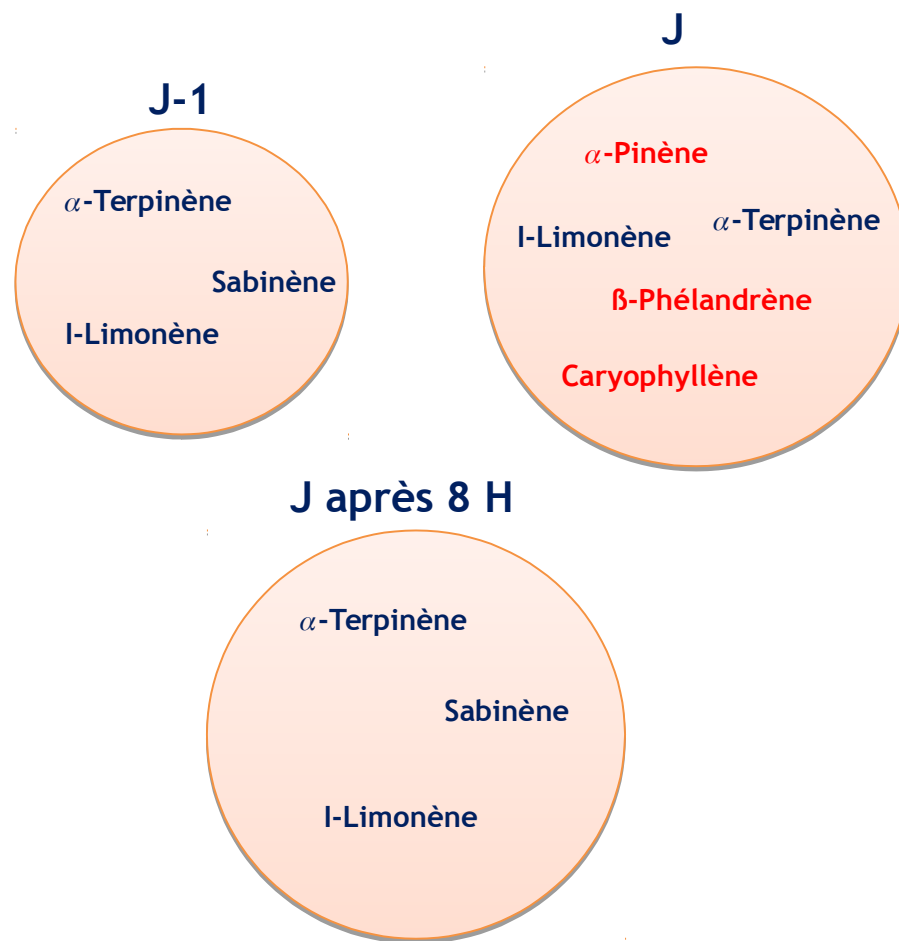 J-1
α-Terpinène
Sabinène
l-Limonène
J
α-Pinène
l-Limonène
α-Terpinène
ß-Phélandrène
Caryophyllène
J après 8 H
α-Terpinène
Sabinène
l-Limonène